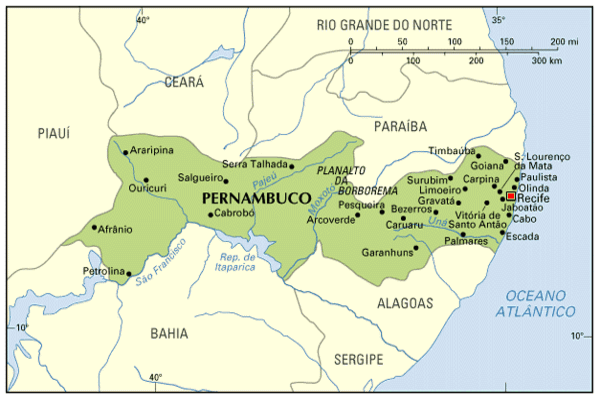 40°
35°
RIO GRANDE DO NORTE
0 50 100 150 200 mi
0 100 200 300 km
CEARÁ
PIAUÍ
PARAÍBA
Araripina
Timbaúba
S. Lourenço
da Mata
Goiana
Serra Talhada
PLANALTO
DA
BORBOREMA
Carpina
Paulista
Salgueiro
Pajeú
Surubim
Olinda
Ouricuri
Limoeiro
Recife
PERNAMBUCO
Moxotó
Gravatá
Jaboatão
Pesqueira
Bezerros
Cabrobó
Arcoverde
Caruaru
Una
Vitória de
Santo Antão
Cabo
Afrânio
Palmares
Escada
São Francisco
Garanhuns
Rep. de
Itaparica
Petrolina
ALAGOAS
OCEANO
ATLÂNTICO
10°
BAHIA
10°
SERGIPE
40°